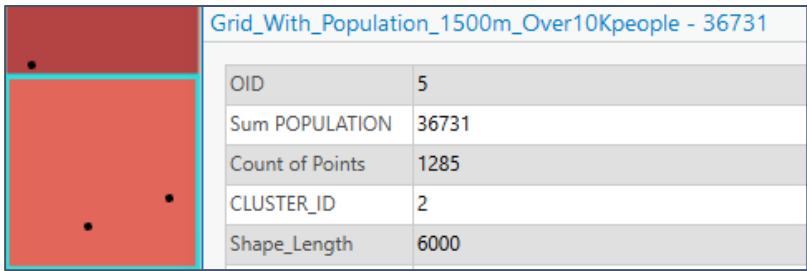 Grid_With_Population_1500m_Over10Kpeople - 36731
OID 5
Sum POPULATION 36731
Count of Points 1285
CLUSTER_ID 2
Shape_Length 6000